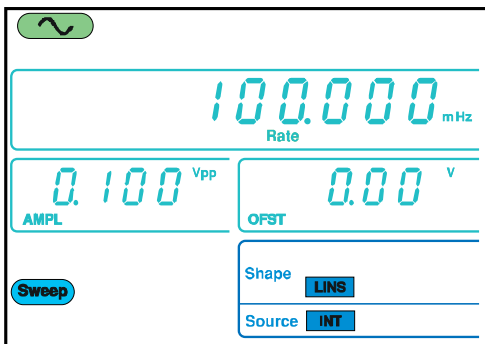 100.000 mHz
Rate
0.100 Vpp
AMPL
0.00 V
OFST
Shape LINS
Sweep
Source INT